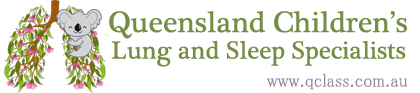 Queensland Children's
Lung and Sleep Specialists
www.qclass.com.au